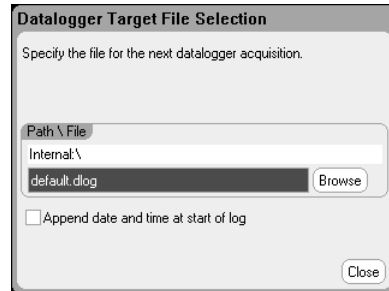 Datalogger Target File Selection
Specify the file for the next datalogger acquisition.
Path \ File
Internal:\
default.dlog
Browse
Append date and time at start of log
Close